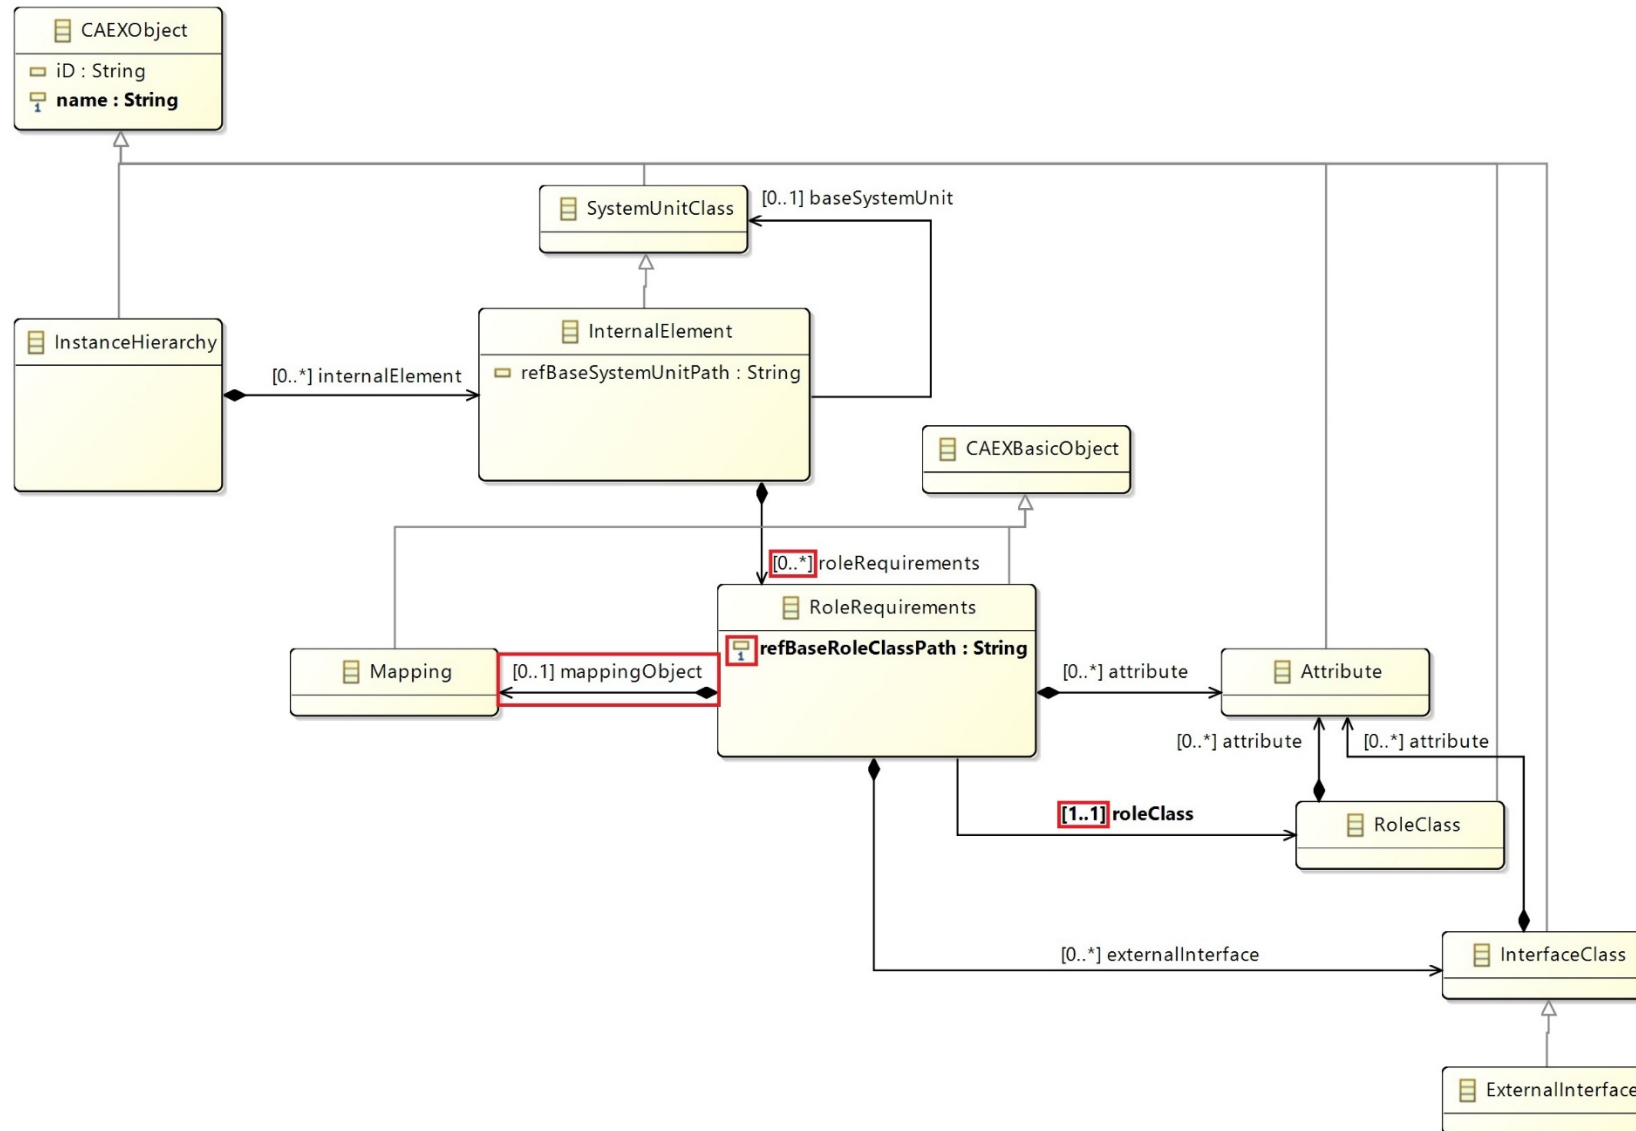 CAEXObject
iD : String
1 name : String
SystemUnitClass
[0..1] baseSystemUnit
InstanceHierarchy
[0..*] internalElement
InternalElement
refBaseSystemUnitPath : String
CAEXBasicObject
[0..*] roleRequirements
RoleRequirements
1 refBaseRoleClassPath : String
Mapping
[0..1] mappingObject
[0..*] attribute
Attribute
[0..*] attribute
[0..*] attribute
[1..1] roleClass
RoleClass
[0..*] externalInterface
InterfaceClass
ExternalInterface